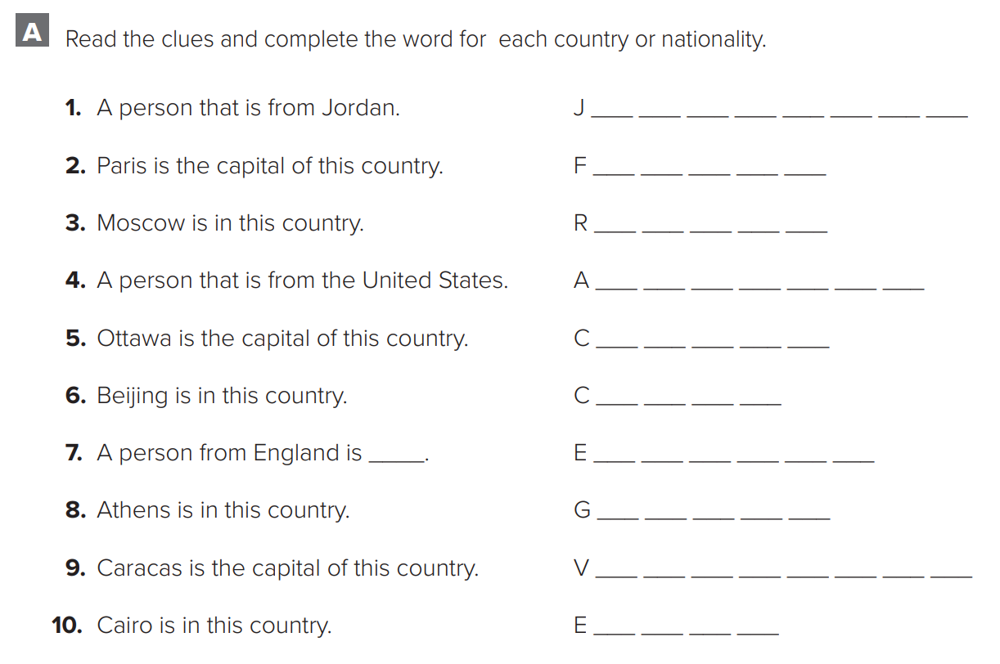 A Read the clues and complete the word for each country or nationality.
1. A person that is from Jordan. J ___ ___ ___ ___ ___ ___ ___ ___
2. Paris is the capital of this country. F ___ ___ ___ ___ ___
3. Moscow is in this country. R ___ ___ ___ ___ ___
4. A person that is from the United States. A ___ ___ ___ ___ ___ ___ ___
5. Ottawa is the capital of this country. C ___ ___ ___ ___ ___
6. Beijing is in this country. C ___ ___ ___ ___
7. A person from England is ____. E ___ ___ ___ ___ ___ ___
8. Athens is in this country. G ___ ___ ___ ___ ___
9. Caracas is the capital of this country. V ___ ___ ___ ___ ___ ___ ___ ___
10. Cairo is in this country. E ___ ___ ___ ___